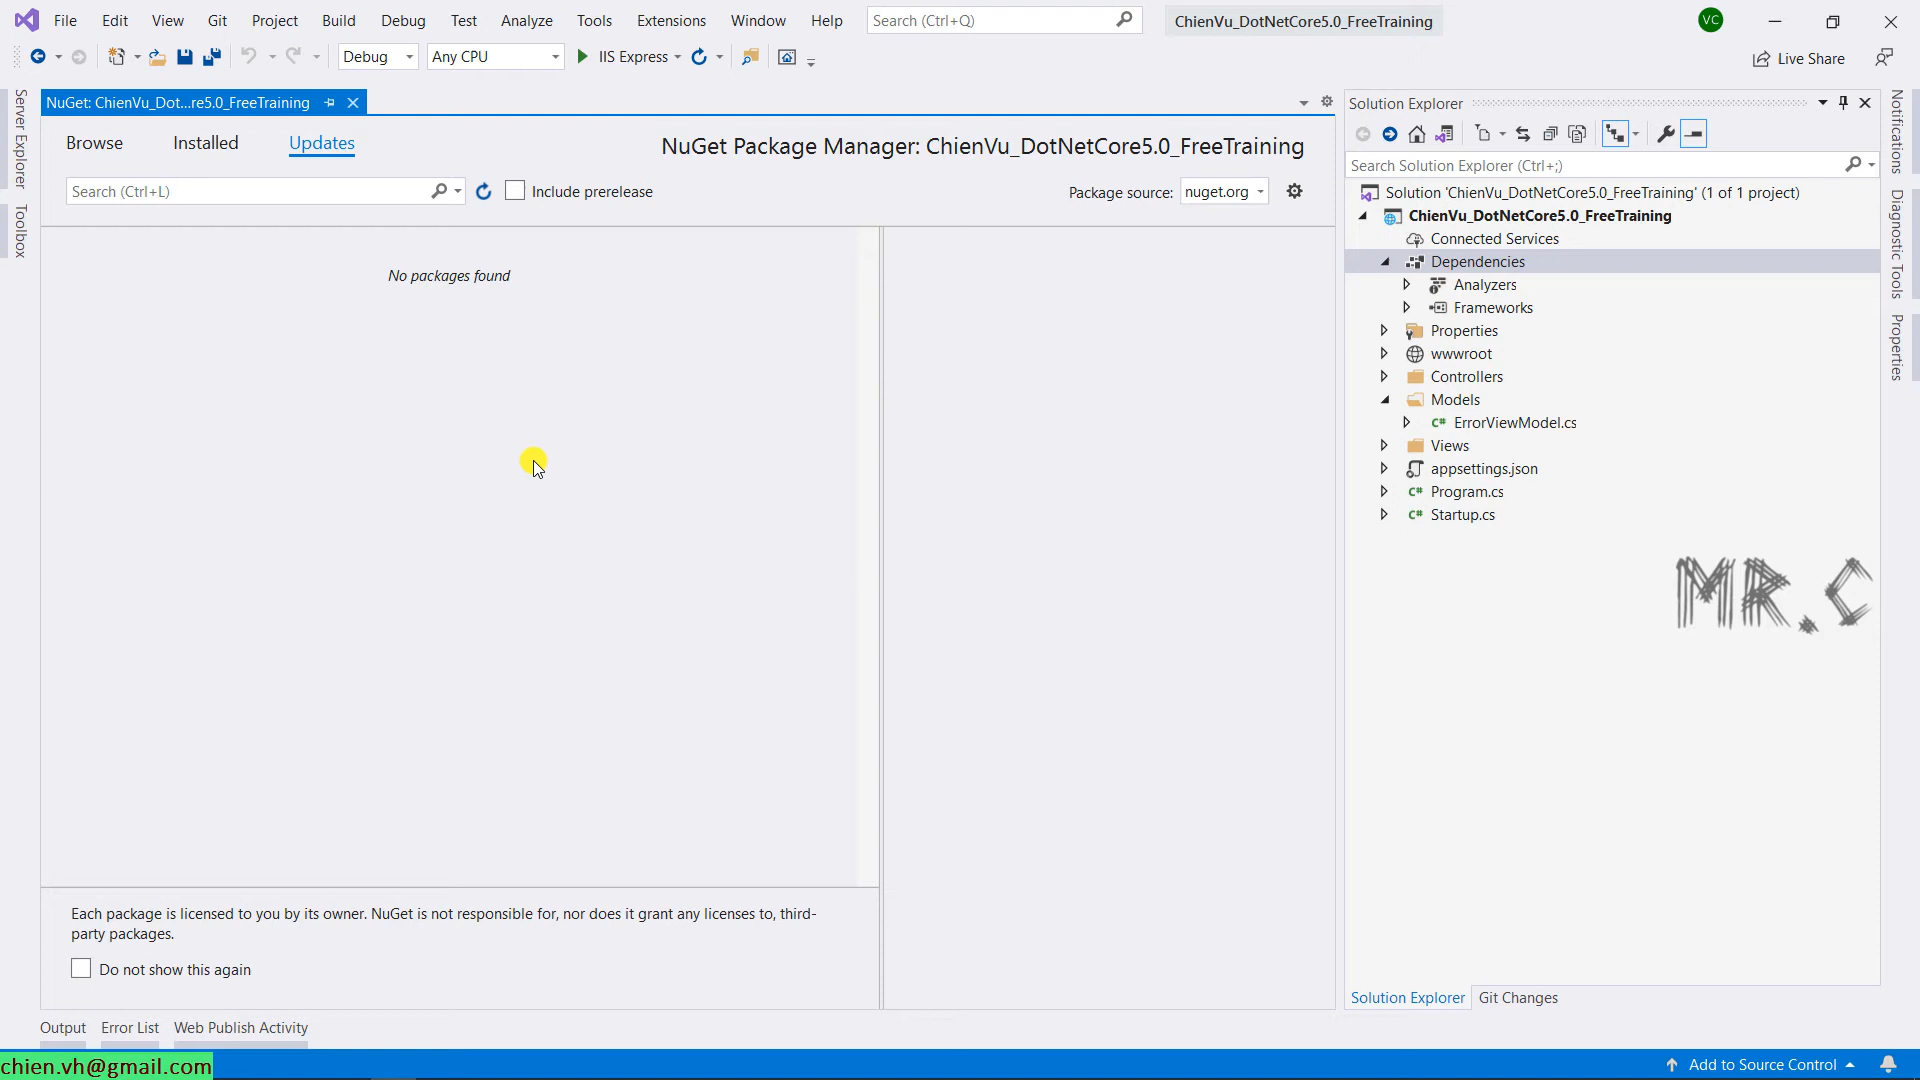 File Edit View Git Project Build Debug Test Analyze Tools Extensions Window Help Search (Ctrl+Q) ChienVu_DotNetCore5.0_FreeTraining VC
Debug Any CPU IIS Express Live Share
NuGet: ChienVu_Dot...re5.0_FreeTraining
Browse Installed Updates NuGet Package Manager: ChienVu_DotNetCore5.0_FreeTraining
Search (Ctrl+L) Include prerelease Package source: nuget.org
No packages found
Each package is licensed to you by its owner. NuGet is not responsible for, nor does it grant any licenses to, third-
party packages.
Do not show this again
Server Explorer
Toolbox
Solution Explorer
Search Solution Explorer (Ctrl+;)
Solution 'ChienVu_DotNetCore5.0_FreeTraining' (1 of 1 project)
ChienVu_DotNetCore5.0_FreeTraining
Connected Services
Dependencies
Analyzers
Frameworks
Properties
wwwroot
Controllers
Models
C# ErrorViewModel.cs
Views
appsettings.json
C# Program.cs
C# Startup.cs
MR.C
Solution Explorer Git Changes
Notifications
Diagnostic Tools
Properties
Output Error List Web Publish Activity
chien.vh@gmail.com
Add to Source Control